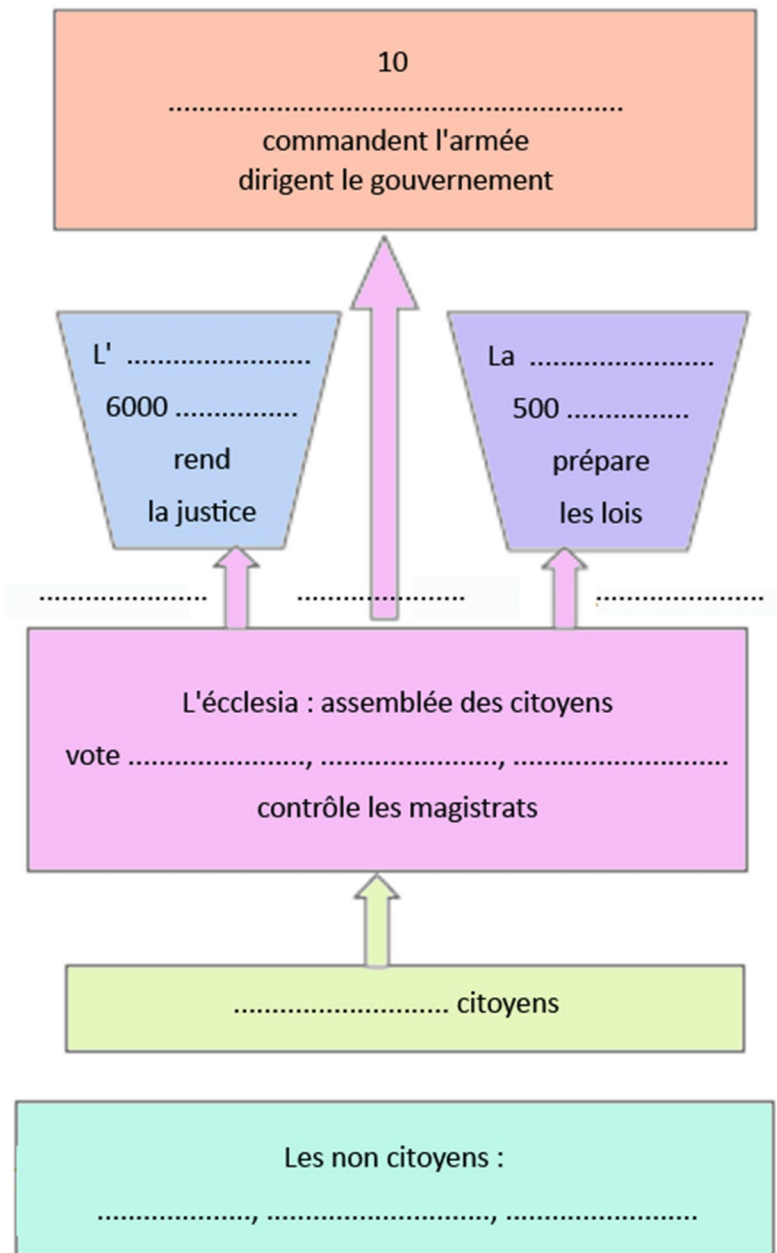 10
............................................................
commandent l'armée
dirigent le gouvernement
L' ........................
6000 ................
rend
la justice
La ........................
500 ................
prépare
les lois
...................... ...................... ......................
L'écclesia : assemblée des citoyens
vote ......................., ......................., ............................
contrôle les magistrats
............................ citoyens
Les non citoyens :
...................., ............................., .........................